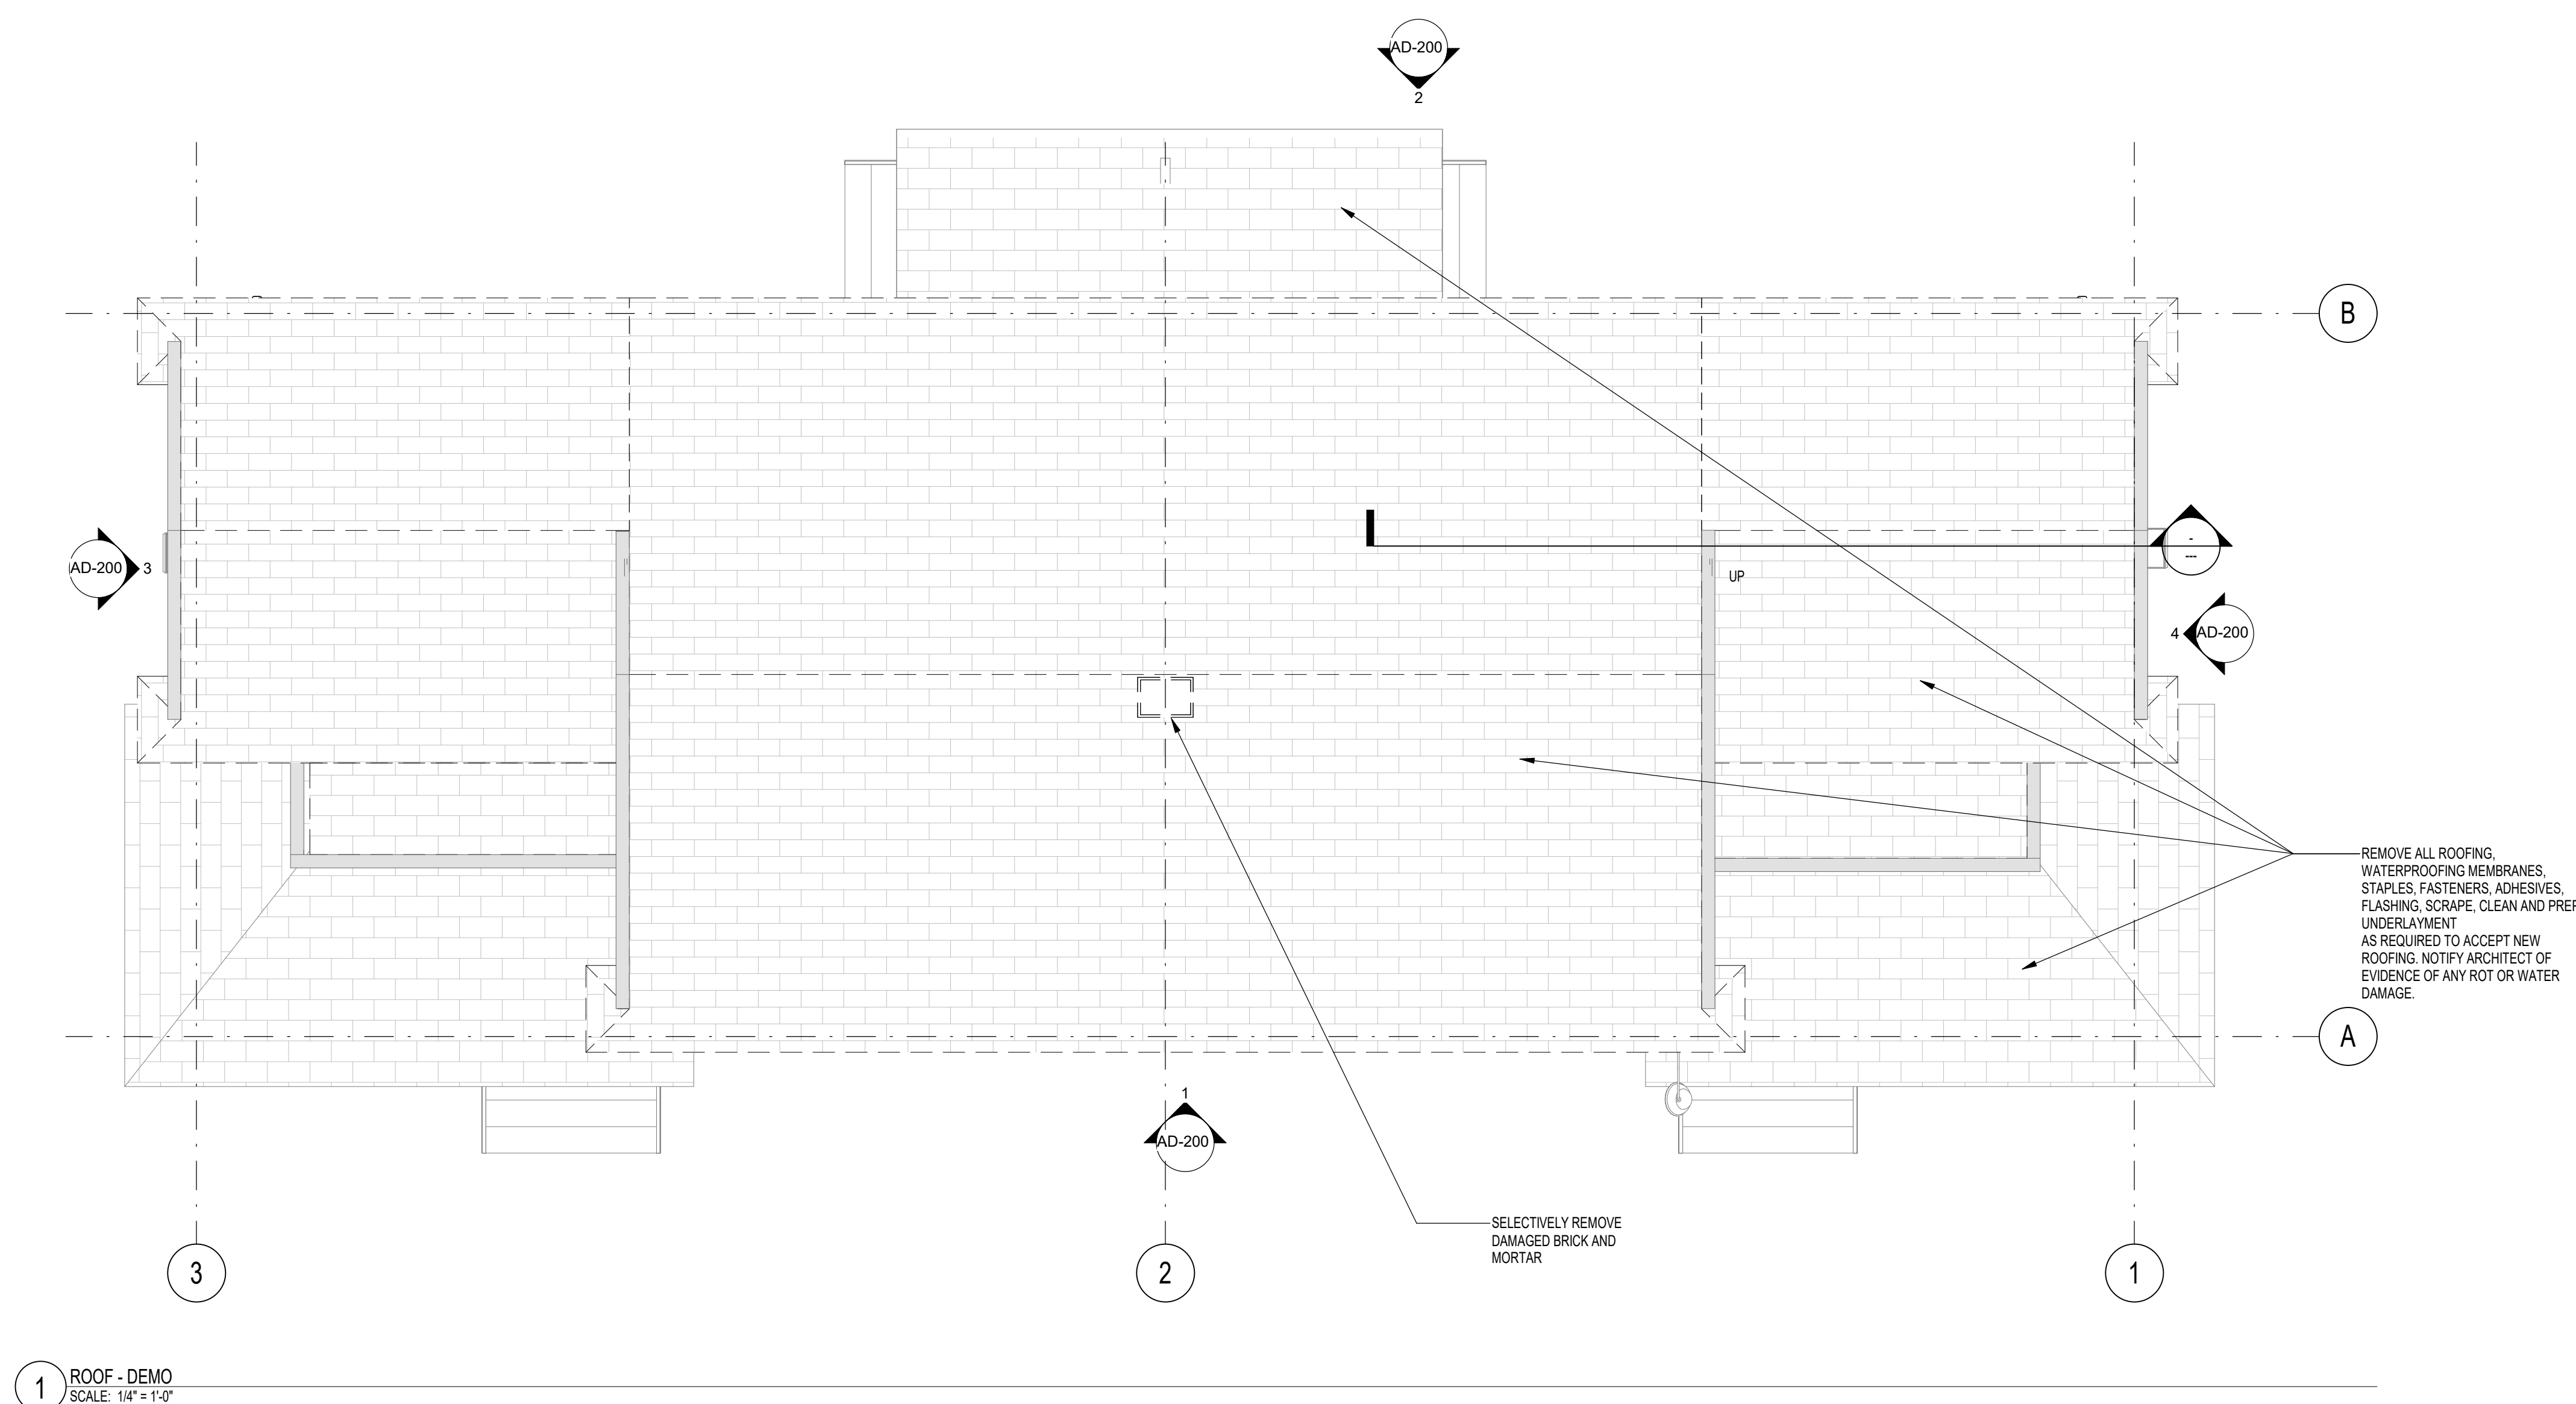 AD-200
2
B
AD-200
3
-
---
UP
4
AD-200
REMOVE ALL ROOFING,
WATERPROOFING MEMBRANES,
STAPLES, FASTENERS, ADHESIVES,
FLASHING, SCRAPE, CLEAN AND PREP
UNDERLAYMENT
AS REQUIRED TO ACCEPT NEW
ROOFING. NOTIFY ARCHITECT OF
EVIDENCE OF ANY ROT OR WATER
DAMAGE.
A
1
AD-200
SELECTIVELY REMOVE
DAMAGED BRICK AND
MORTAR
3
2
1
1
ROOF - DEMO
SCALE: 1/4" = 1'-0"